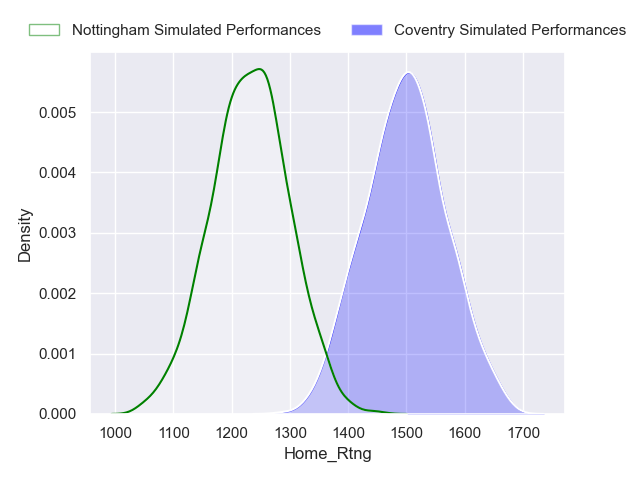 Nottingham Simulated Performances Coventry Simulated Performances
0.005
0.004
0.003
0.002
0.001
0.000
Density
1000 1100 1200 1300 1400 1500 1600 1700
Home_Rtng